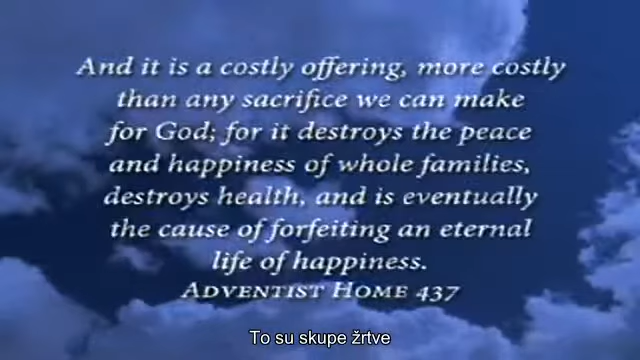 And it is a costly offering, more costly
than any sacrifice we can make
for God; for it destroys the peace
and happiness of whole families,
destroys health, and is eventually
the cause of forfeiting an eternal
life of happiness.
ADVENTIST HOME 437
To su skupe žrtve